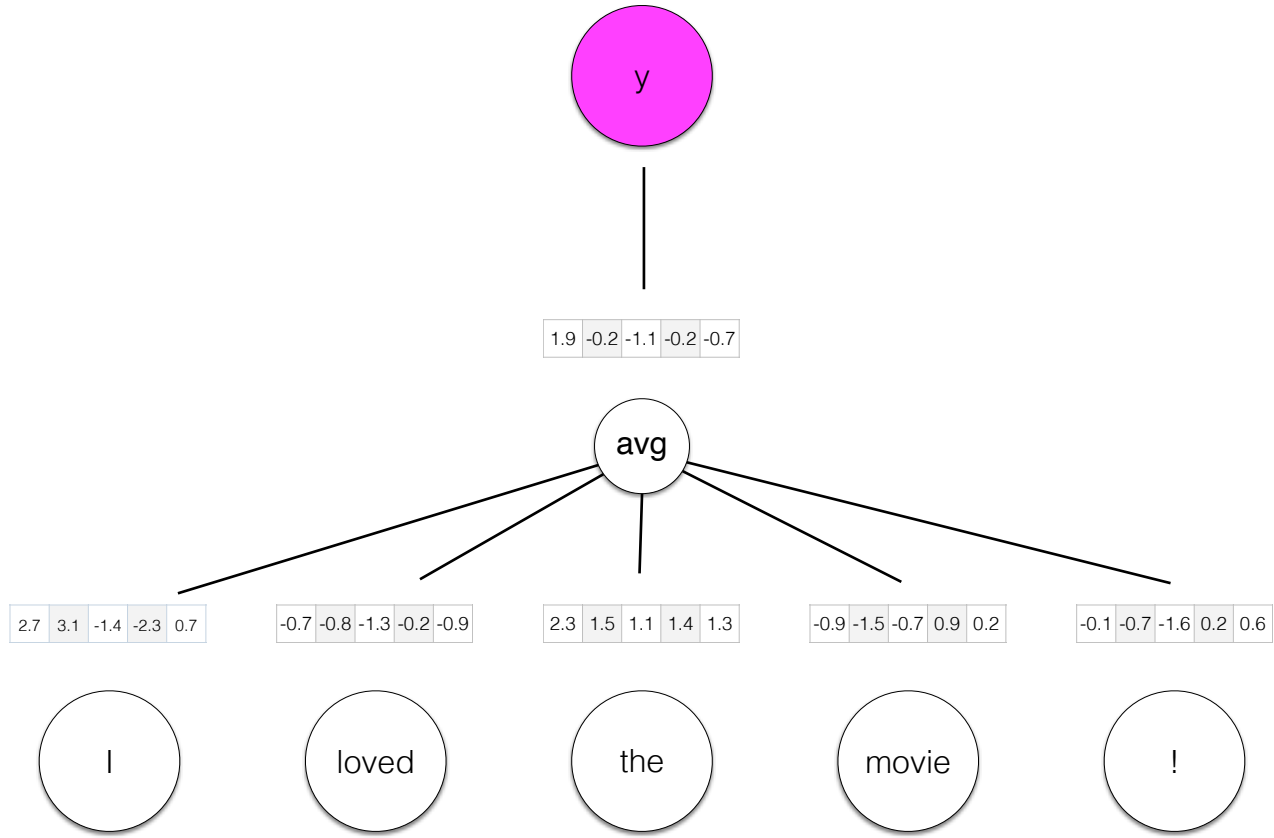 y
1.9 -0.2 -1.1 -0.2 -0.7
avg
2.7 3.1 -1.4 -2.3 0.7
-0.7 -0.8 -1.3 -0.2 -0.9
2.3 1.5 1.1 1.4 1.3
-0.9 -1.5 -0.7 0.9 0.2
-0.1 -0.7 -1.6 0.2 0.6
I
loved
the
movie
!